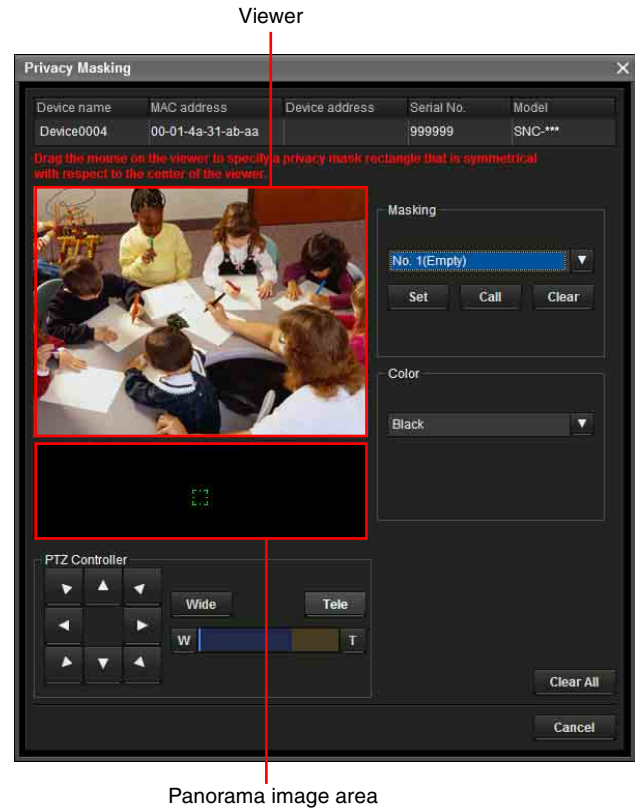 Viewer
Privacy Masking
Device name MAC address Device address Serial No. Model
Device0004 00-01-4a-31-ab-aa 999999 SNC-***
Drag the mouse on the viewer to specify a privacy mask rectangle that is symmetrical
with respect to the center of the viewer.
Masking
No. 1(Empty)
Set Call Clear
Color
Black
PTZ Controller
Wide Tele
W T
Clear All
Cancel
Panorama image area